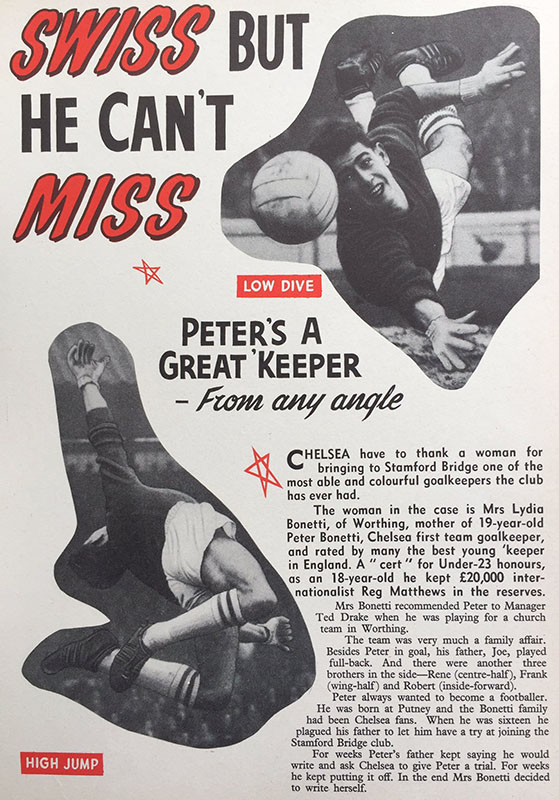 SWISS BUT
HE CAN'T
MISS
LOW DIVE
PETER'S A
GREAT 'KEEPER
– From any angle
CHELSEA have to thank a woman for
bringing to Stamford Bridge one of the
most able and colourful goalkeepers the club
has ever had.
The woman in the case is Mrs Lydia
Bonetti, of Worthing, mother of 19-year-old
Peter Bonetti, Chelsea first team goalkeeper,
and rated by many the best young 'keeper
in England. A " cert " for Under-23 honours,
as an 18-year-old he kept £20,000 inter-
nationalist Reg Matthews in the reserves.
Mrs Bonetti recommended Peter to Manager
Ted Drake when he was playing for a church
team in Worthing.
The team was very much a family affair.
Besides Peter in goal, his father, Joe, played
full-back. And there were another three
brothers in the side—Rene (centre-half), Frank
(wing-half) and Robert (inside-forward).
Peter always wanted to become a footballer.
He was born at Putney and the Bonetti family
had been Chelsea fans. When he was sixteen he
plagued his father to let him have a try at joining the
Stamford Bridge club.
For weeks Peter's father kept saying he would
write and ask Chelsea to give Peter a trial. For weeks
he kept putting it off. In the end Mrs Bonetti decided
to write herself.
HIGH JUMP